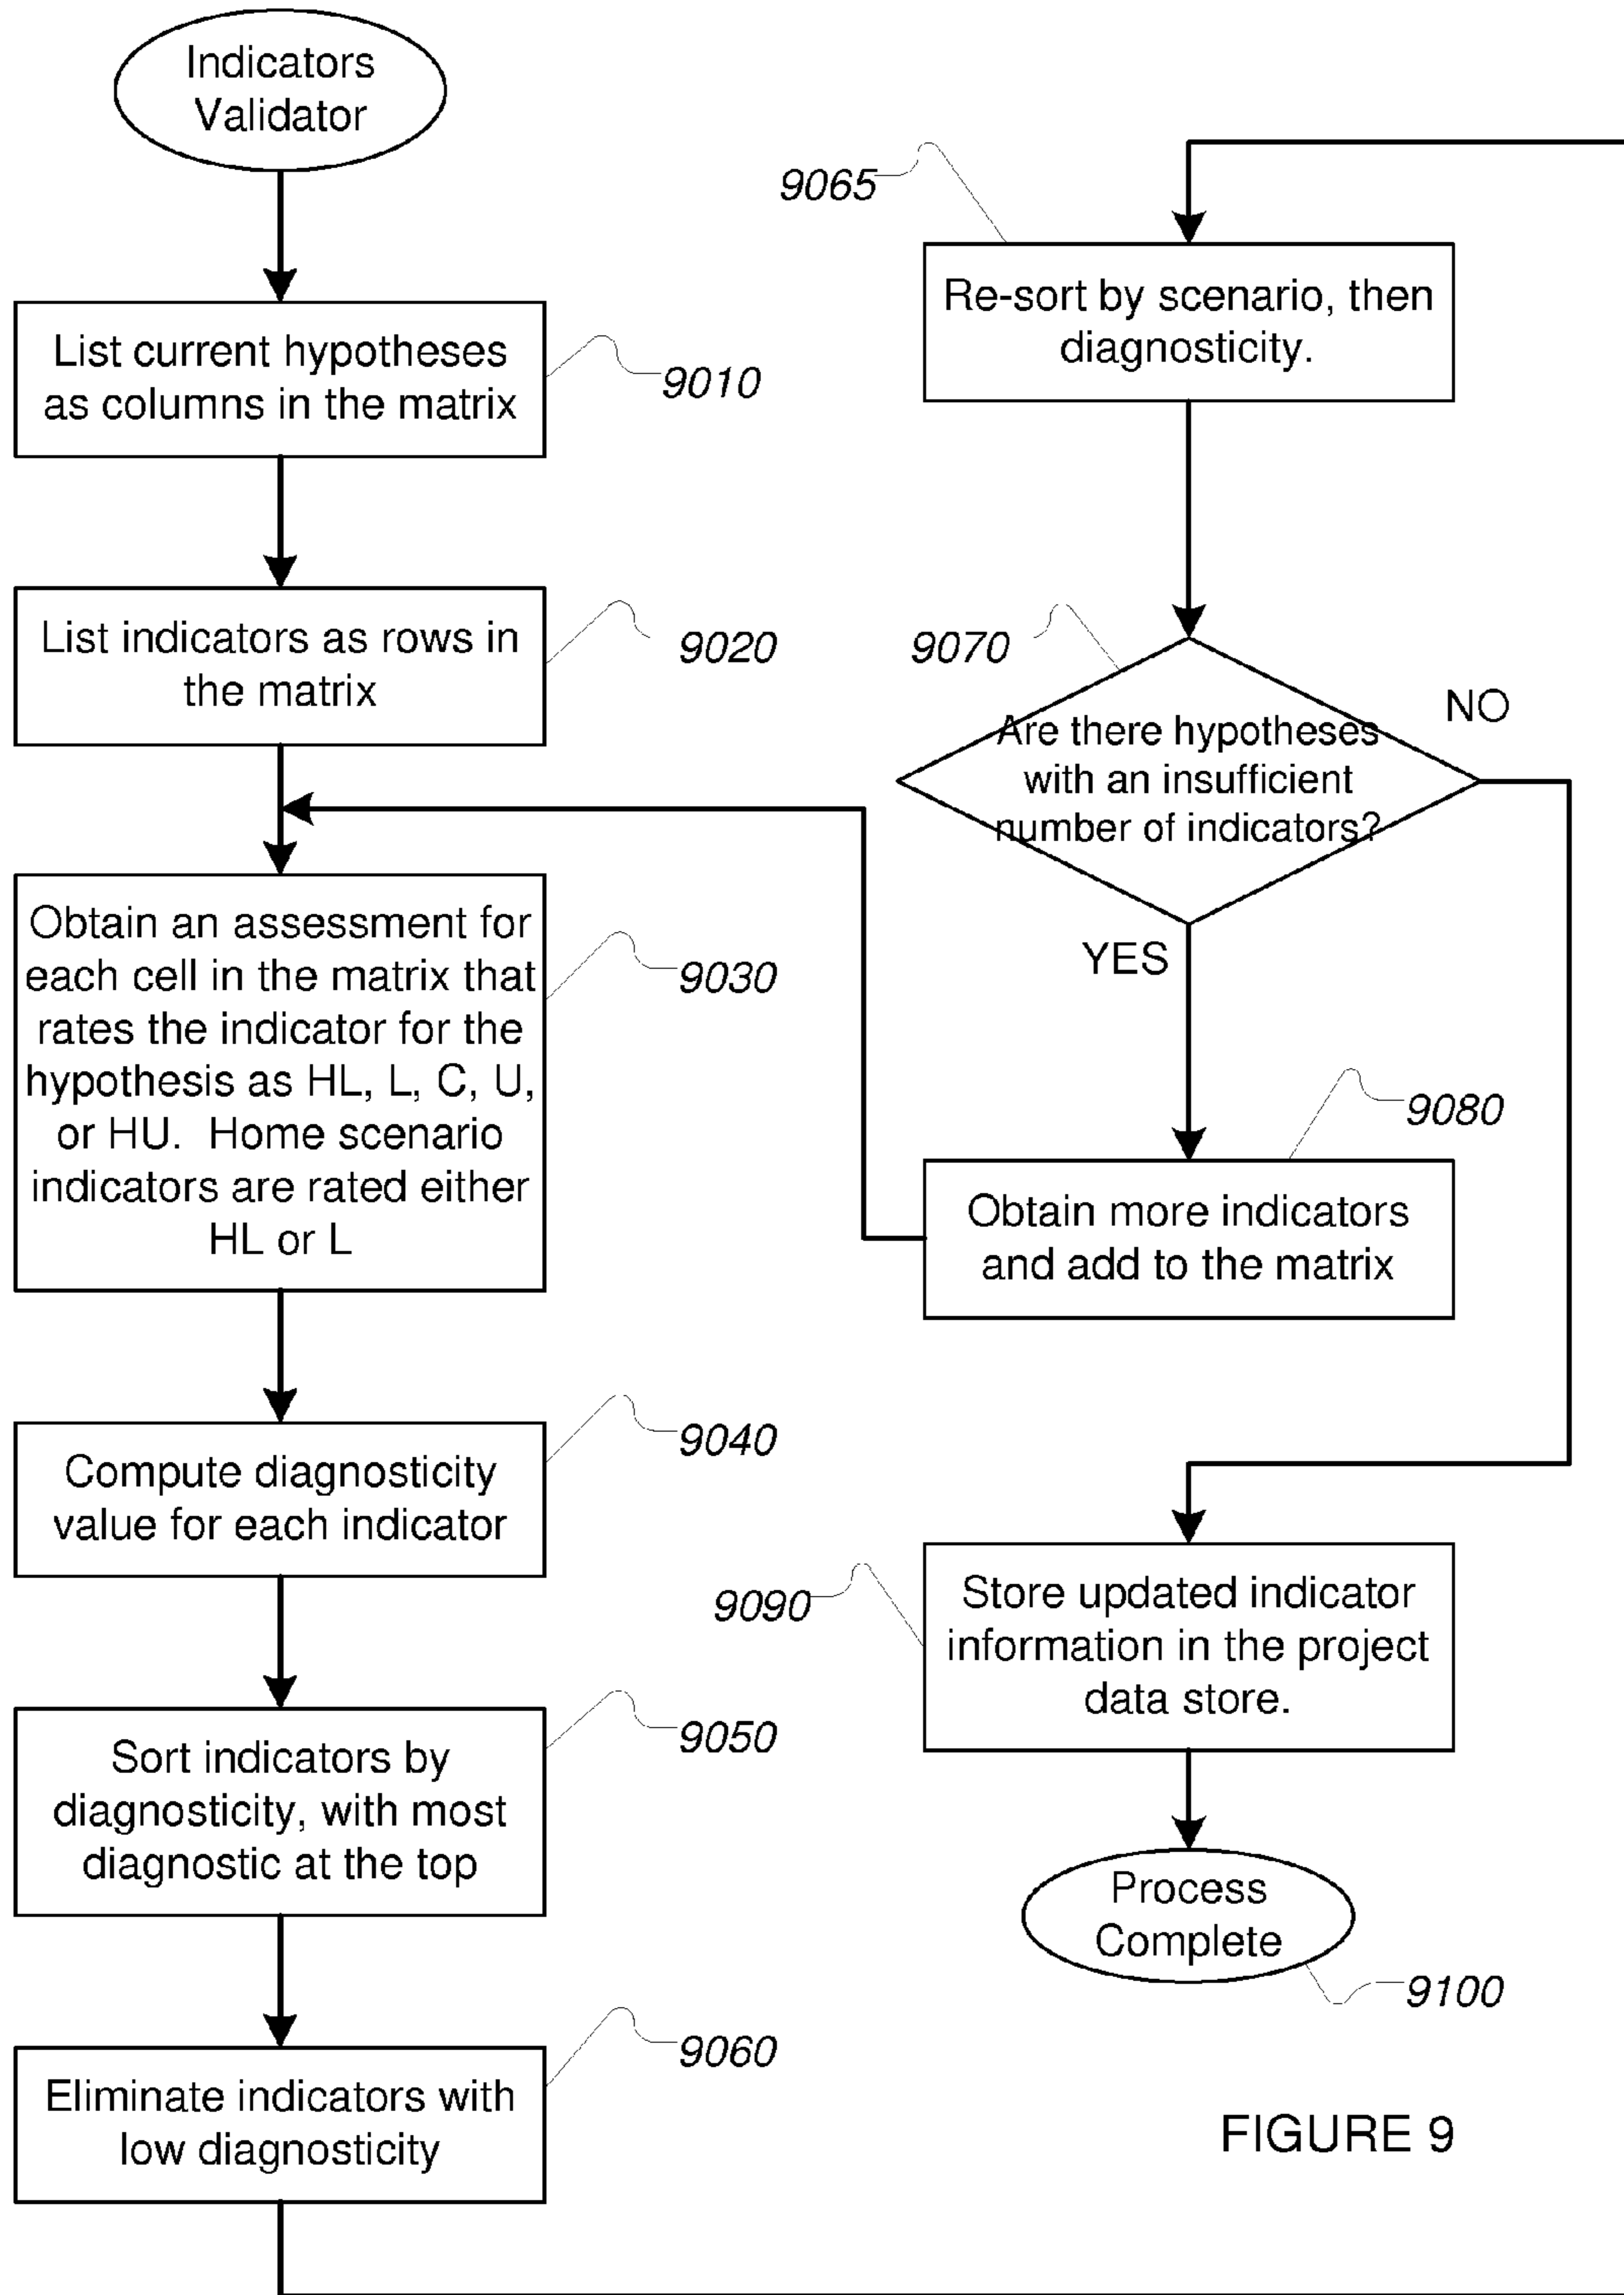 Indicators
Validator
List current hypotheses
as columns in the matrix
9010
List indicators as rows in
the matrix
9020
Obtain an assessment for
each cell in the matrix that
rates the indicator for the
hypothesis as HL, L, C, U,
or HU. Home scenario
indicators are rated either
HL or L
9030
Compute diagnosticity
value for each indicator
9040
Sort indicators by
diagnosticity, with most
diagnostic at the top
9050
Eliminate indicators with
low diagnosticity
9060
9065
Re-sort by scenario, then
diagnosticity.
9070
Are there hypotheses
with an insufficient
number of indicators?
NO
YES
9080
Obtain more indicators
and add to the matrix
9090
Store updated indicator
information in the project
data store.
Process
Complete
9100
FIGURE 9